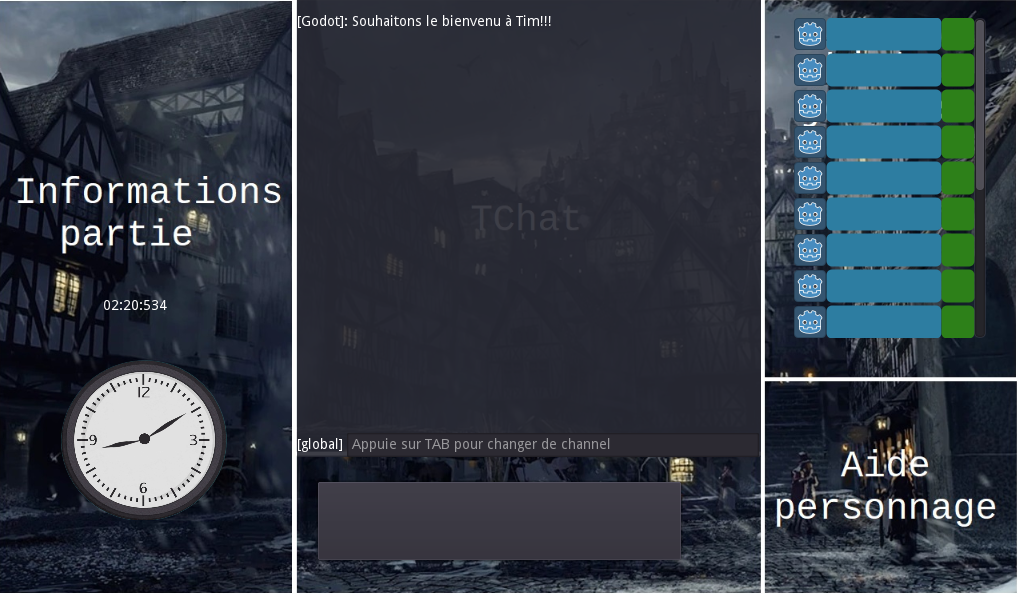 Informations
partie
02:20:534
12
3
6
9
[Godot]: Souhaitons le bienvenu à Tim!!!
TChat
[global] Appuie sur TAB pour changer de channel
Aide
personnage